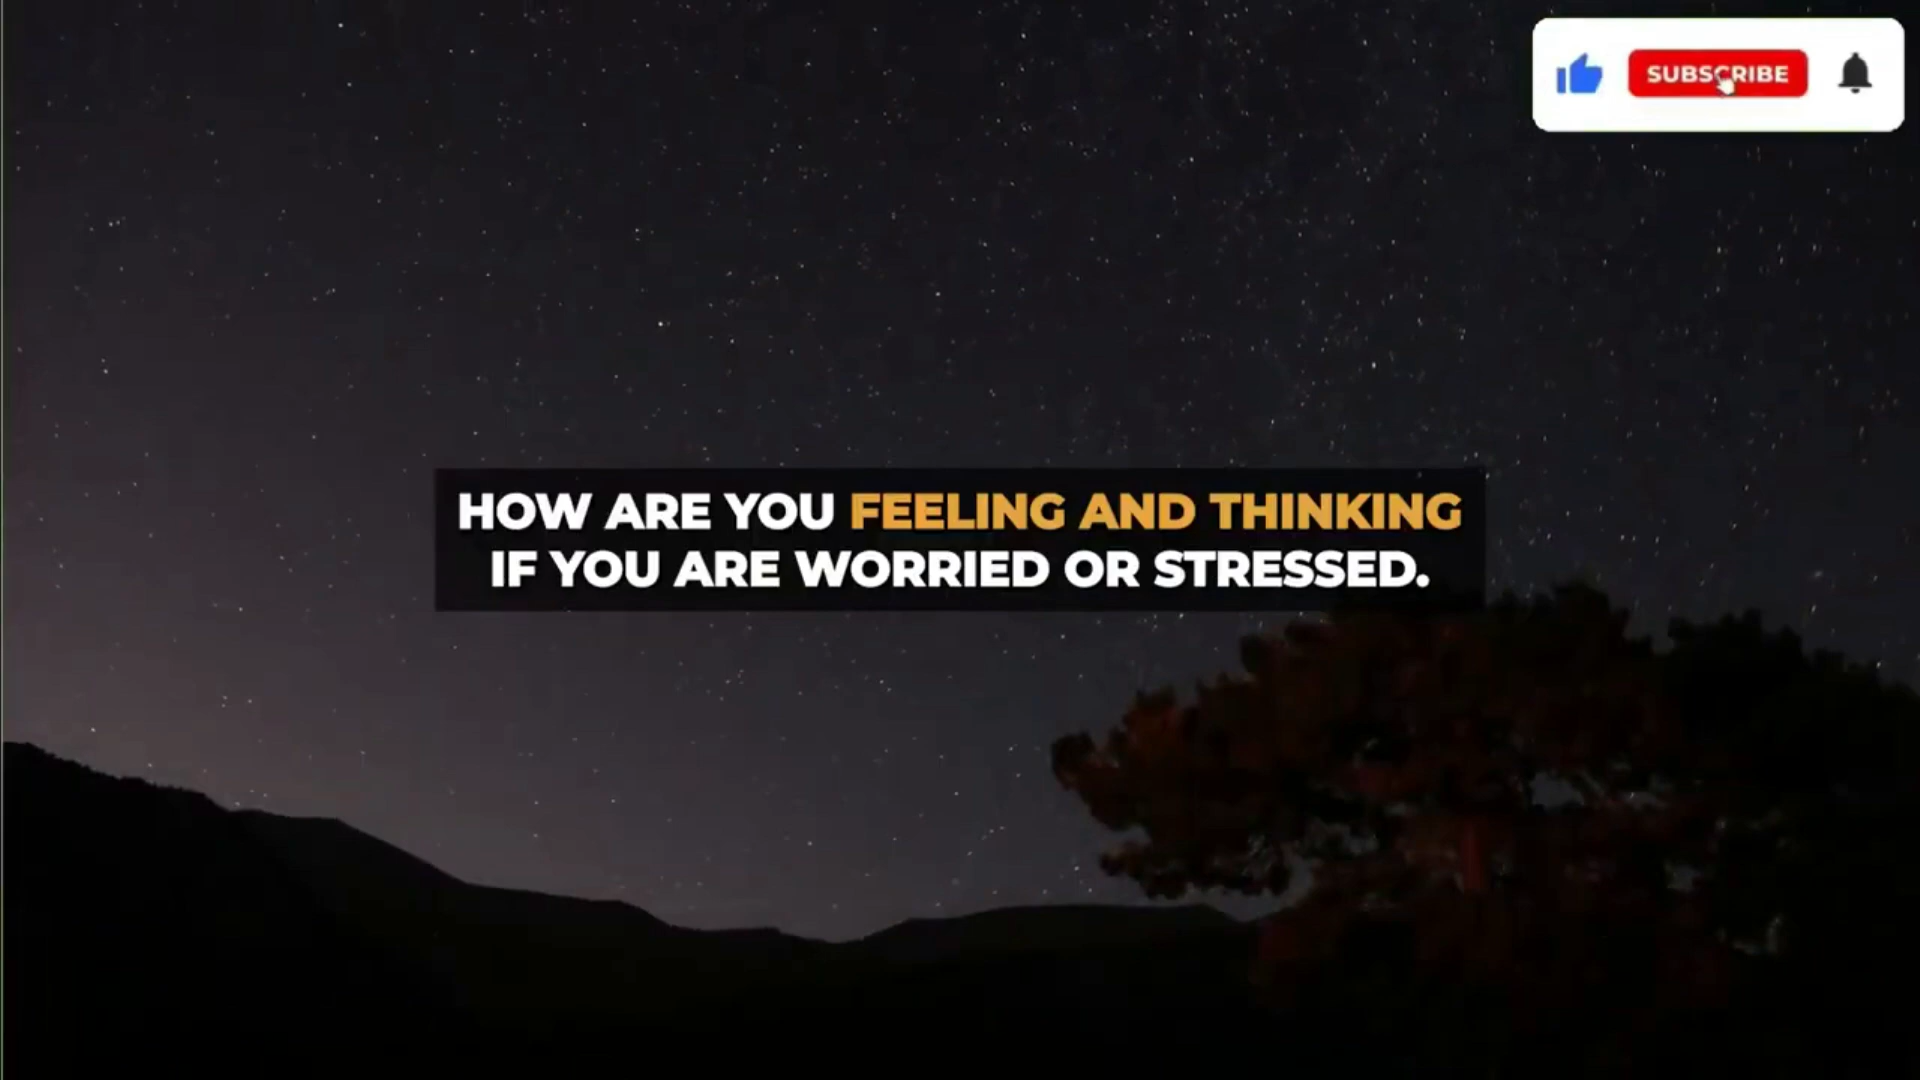 SUBSCRIBE
HOW ARE YOU FEELING AND THINKING
IF YOU ARE WORRIED OR STRESSED.